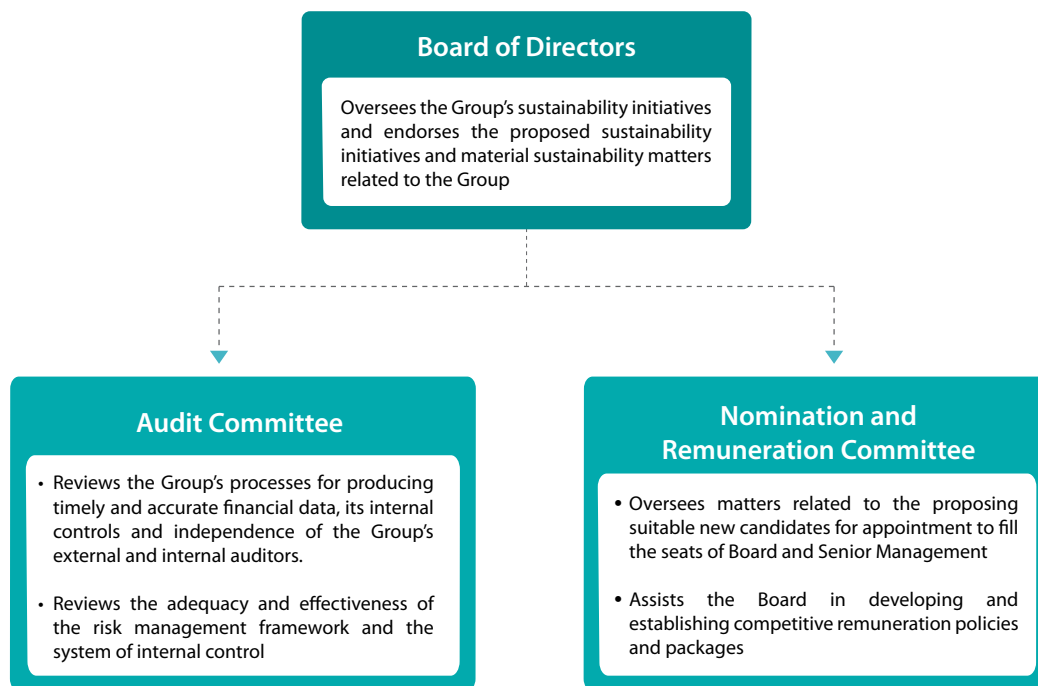 Board of Directors
Oversees the Group's sustainability initiatives
and endorses the proposed sustainability
initiatives and material sustainability matters
related to the Group
Audit Committee
• Reviews the Group's processes for producing
timely and accurate financial data, its internal
controls and independence of the Group's
external and internal auditors.
• Reviews the adequacy and effectiveness of
the risk management framework and the
system of internal control
Nomination and
Remuneration Committee
• Oversees matters related to the proposing
suitable new candidates for appointment to fill
the seats of Board and Senior Management
• Assists the Board in developing and
establishing competitive remuneration policies
and packages